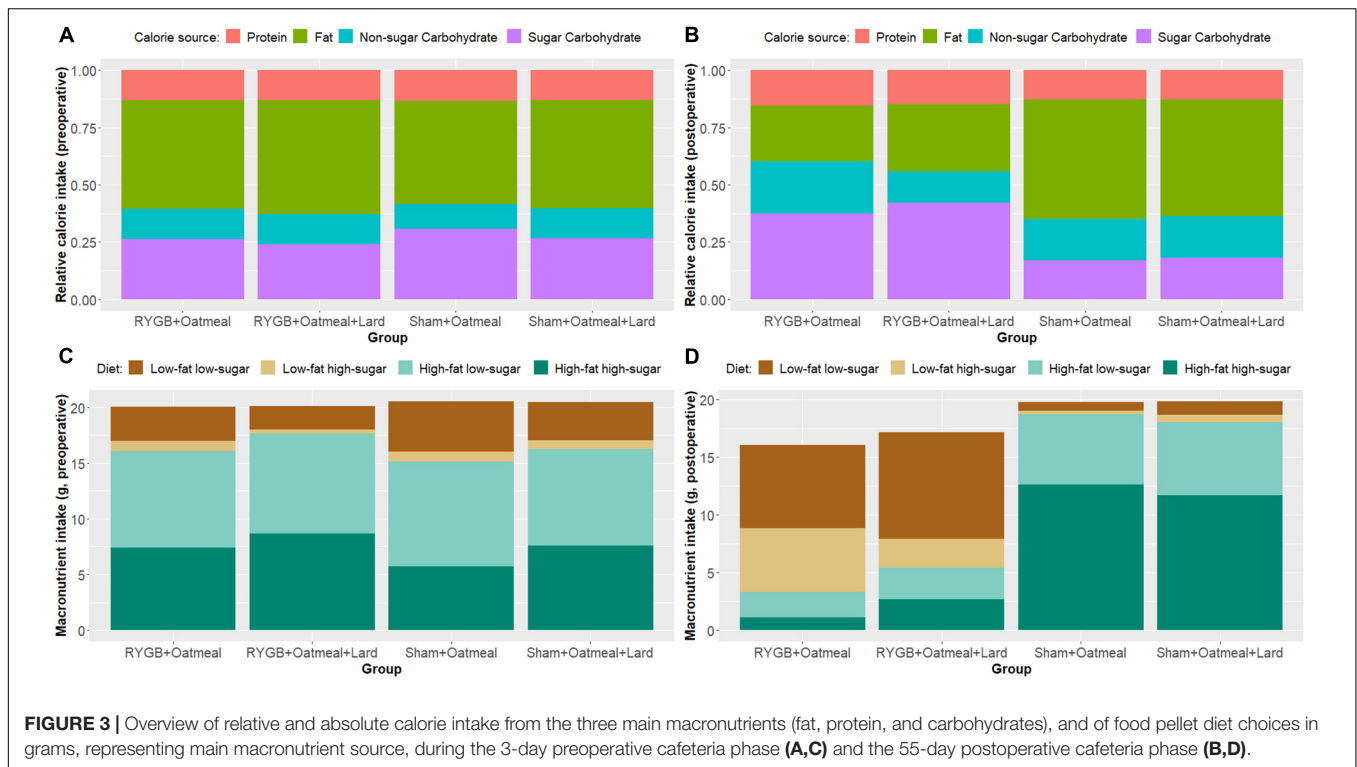 A
Calorie source: Protein Fat Non-sugar Carbohydrate Sugar Carbohydrate
Relative calorie intake (preoperative)
1.00
0.75
0.50
0.25
0.00
RYGB+Oatmeal RYGB+Oatmeal+Lard Sham+Oatmeal Sham+Oatmeal+Lard
Group
B
Calorie source: Protein Fat Non-sugar Carbohydrate Sugar Carbohydrate
Relative calorie intake (postoperative)
1.00
0.75
0.50
0.25
0.00
RYGB+Oatmeal RYGB+Oatmeal+Lard Sham+Oatmeal Sham+Oatmeal+Lard
Group
C
Diet: Low-fat low-sugar Low-fat high-sugar High-fat low-sugar High-fat high-sugar
Macronutrient intake (g, preoperative)
20
15
10
5
0
RYGB+Oatmeal RYGB+Oatmeal+Lard Sham+Oatmeal Sham+Oatmeal+Lard
Group
D
Diet: Low-fat low-sugar Low-fat high-sugar High-fat low-sugar High-fat high-sugar
Macronutrient intake (g, postoperative)
20
15
10
5
0
RYGB+Oatmeal RYGB+Oatmeal+Lard Sham+Oatmeal Sham+Oatmeal+Lard
Group
FIGURE 3 | Overview of relative and absolute calorie intake from the three main macronutrients (fat, protein, and carbohydrates), and of food pellet diet choices in
grams, representing main macronutrient source, during the 3-day preoperative cafeteria phase (A,C) and the 55-day postoperative cafeteria phase (B,D).